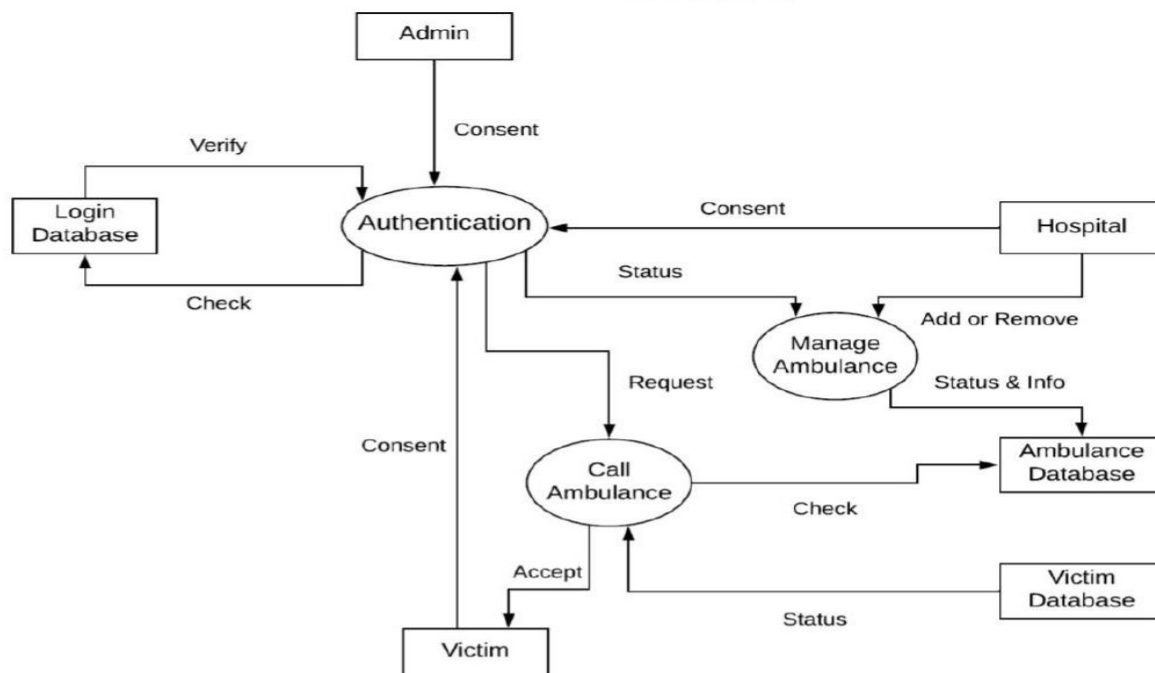 Admin
Consent
Verify
Login
Database
Authentication
Consent
Hospital
Check
Status
Add or Remove
Manage
Ambulance
Request
Status & Info
Consent
Call
Ambulance
Ambulance
Database
Check
Accept
Victim
Database
Status
Victim